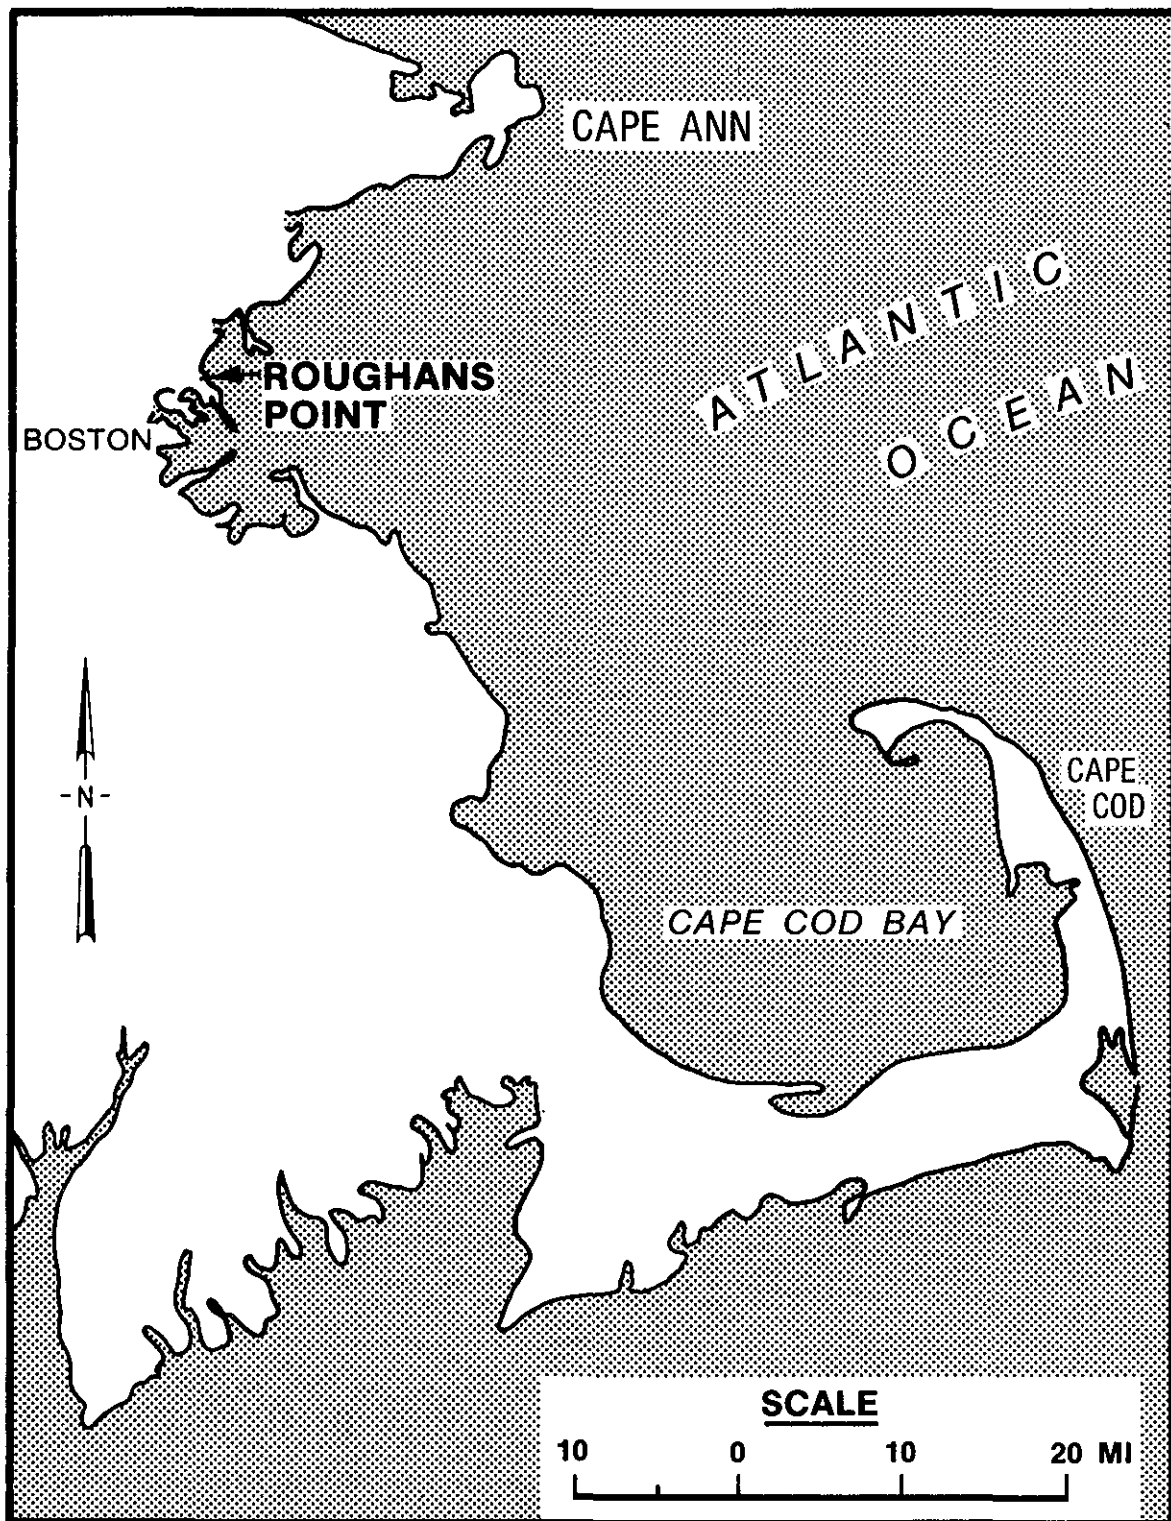 CAPE ANN
ATLANTIC
OCEAN
ROUGHANS
POINT
BOSTON
-N-
CAPE
COD
CAPE COD BAY
SCALE
10 0 10 20 MI